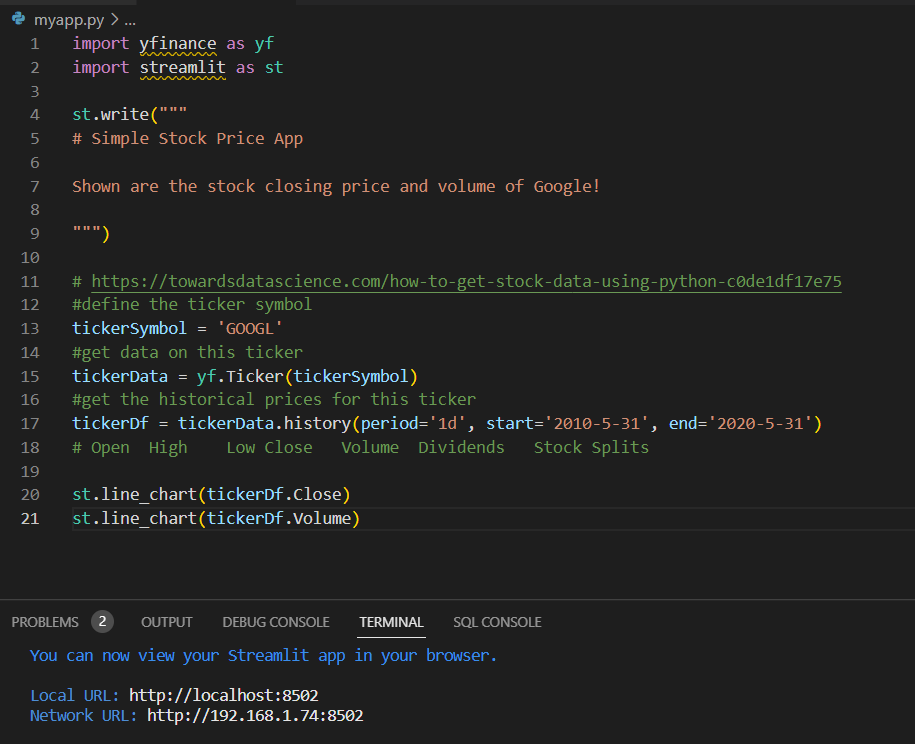 myapp.py > ...
1 import yfinance as yf
2 import streamlit as st
3
4 st.write("""
5 # Simple Stock Price App
6
7 Shown are the stock closing price and volume of Google!
8
9 """)
10
11 # https://towardsdatascience.com/how-to-get-stock-data-using-python-c0de1df17e75
12 #define the ticker symbol
13 tickerSymbol = 'GOOGL'
14 #get data on this ticker
15 tickerData = yf.Ticker(tickerSymbol)
16 #get the historical prices for this ticker
17 tickerDf = tickerData.history(period='1d', start='2010-5-31', end='2020-5-31')
18 # Open  High    Low Close   Volume  Dividends   Stock Splits
19
20 st.line_chart(tickerDf.Close)
21 st.line_chart(tickerDf.Volume)
PROBLEMS 2 OUTPUT DEBUG CONSOLE TERMINAL SQL CONSOLE
You can now view your Streamlit app in your browser.
Local URL: http://localhost:8502
Network URL: http://192.168.1.74:8502